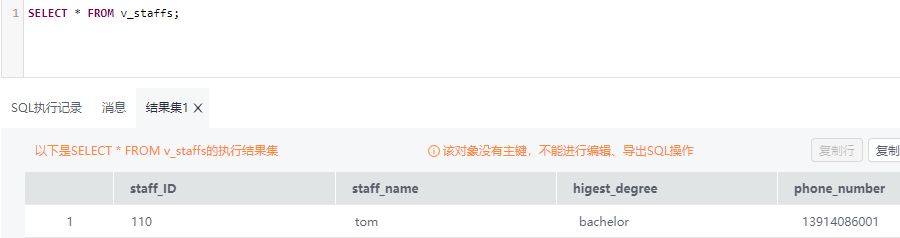 1 SELECT * FROM v_staffs;
SQL执行记录 消息 结果集1 X
以下是SELECT * FROM v_staffs的执行结果集 该对象没有主键，不能进行编辑、导出SQL操作 复制行 复制
staff_ID staff_name higest_degree phone_number
1 110 tom bachelor 13914086001